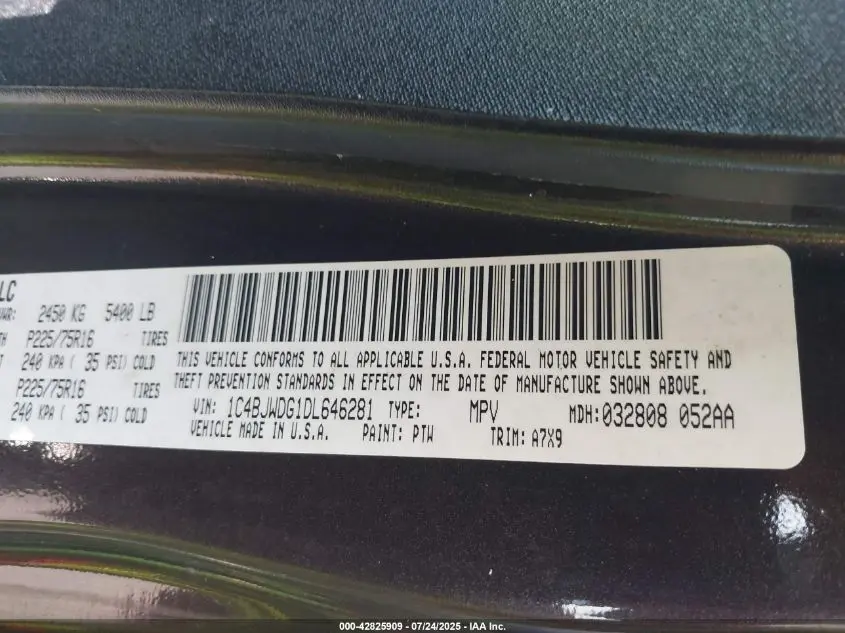 LC
2450 KG 5400 LB
P225/75R16 TIRES
240 KPA ( 35 PSI) COLD
P225/75R16 TIRES
240 KPA ( 35 PSI) COLD
THIS VEHICLE CONFORMS TO ALL APPLICABLE U.S.A. FEDERAL MOTOR VEHICLE SAFETY AND
THEFT PREVENTION STANDARDS IN EFFECT ON THE DATE OF MANUFACTURE SHOWN ABOVE.
VIN: 1C4BJWDG1DL646281 TYPE: MPV MDH:032808 052AA
VEHICLE MADE IN U.S.A. PAINT: PTW TRIM: A7X9
000-42825909 - 07/24/2025 - IAA Inc.